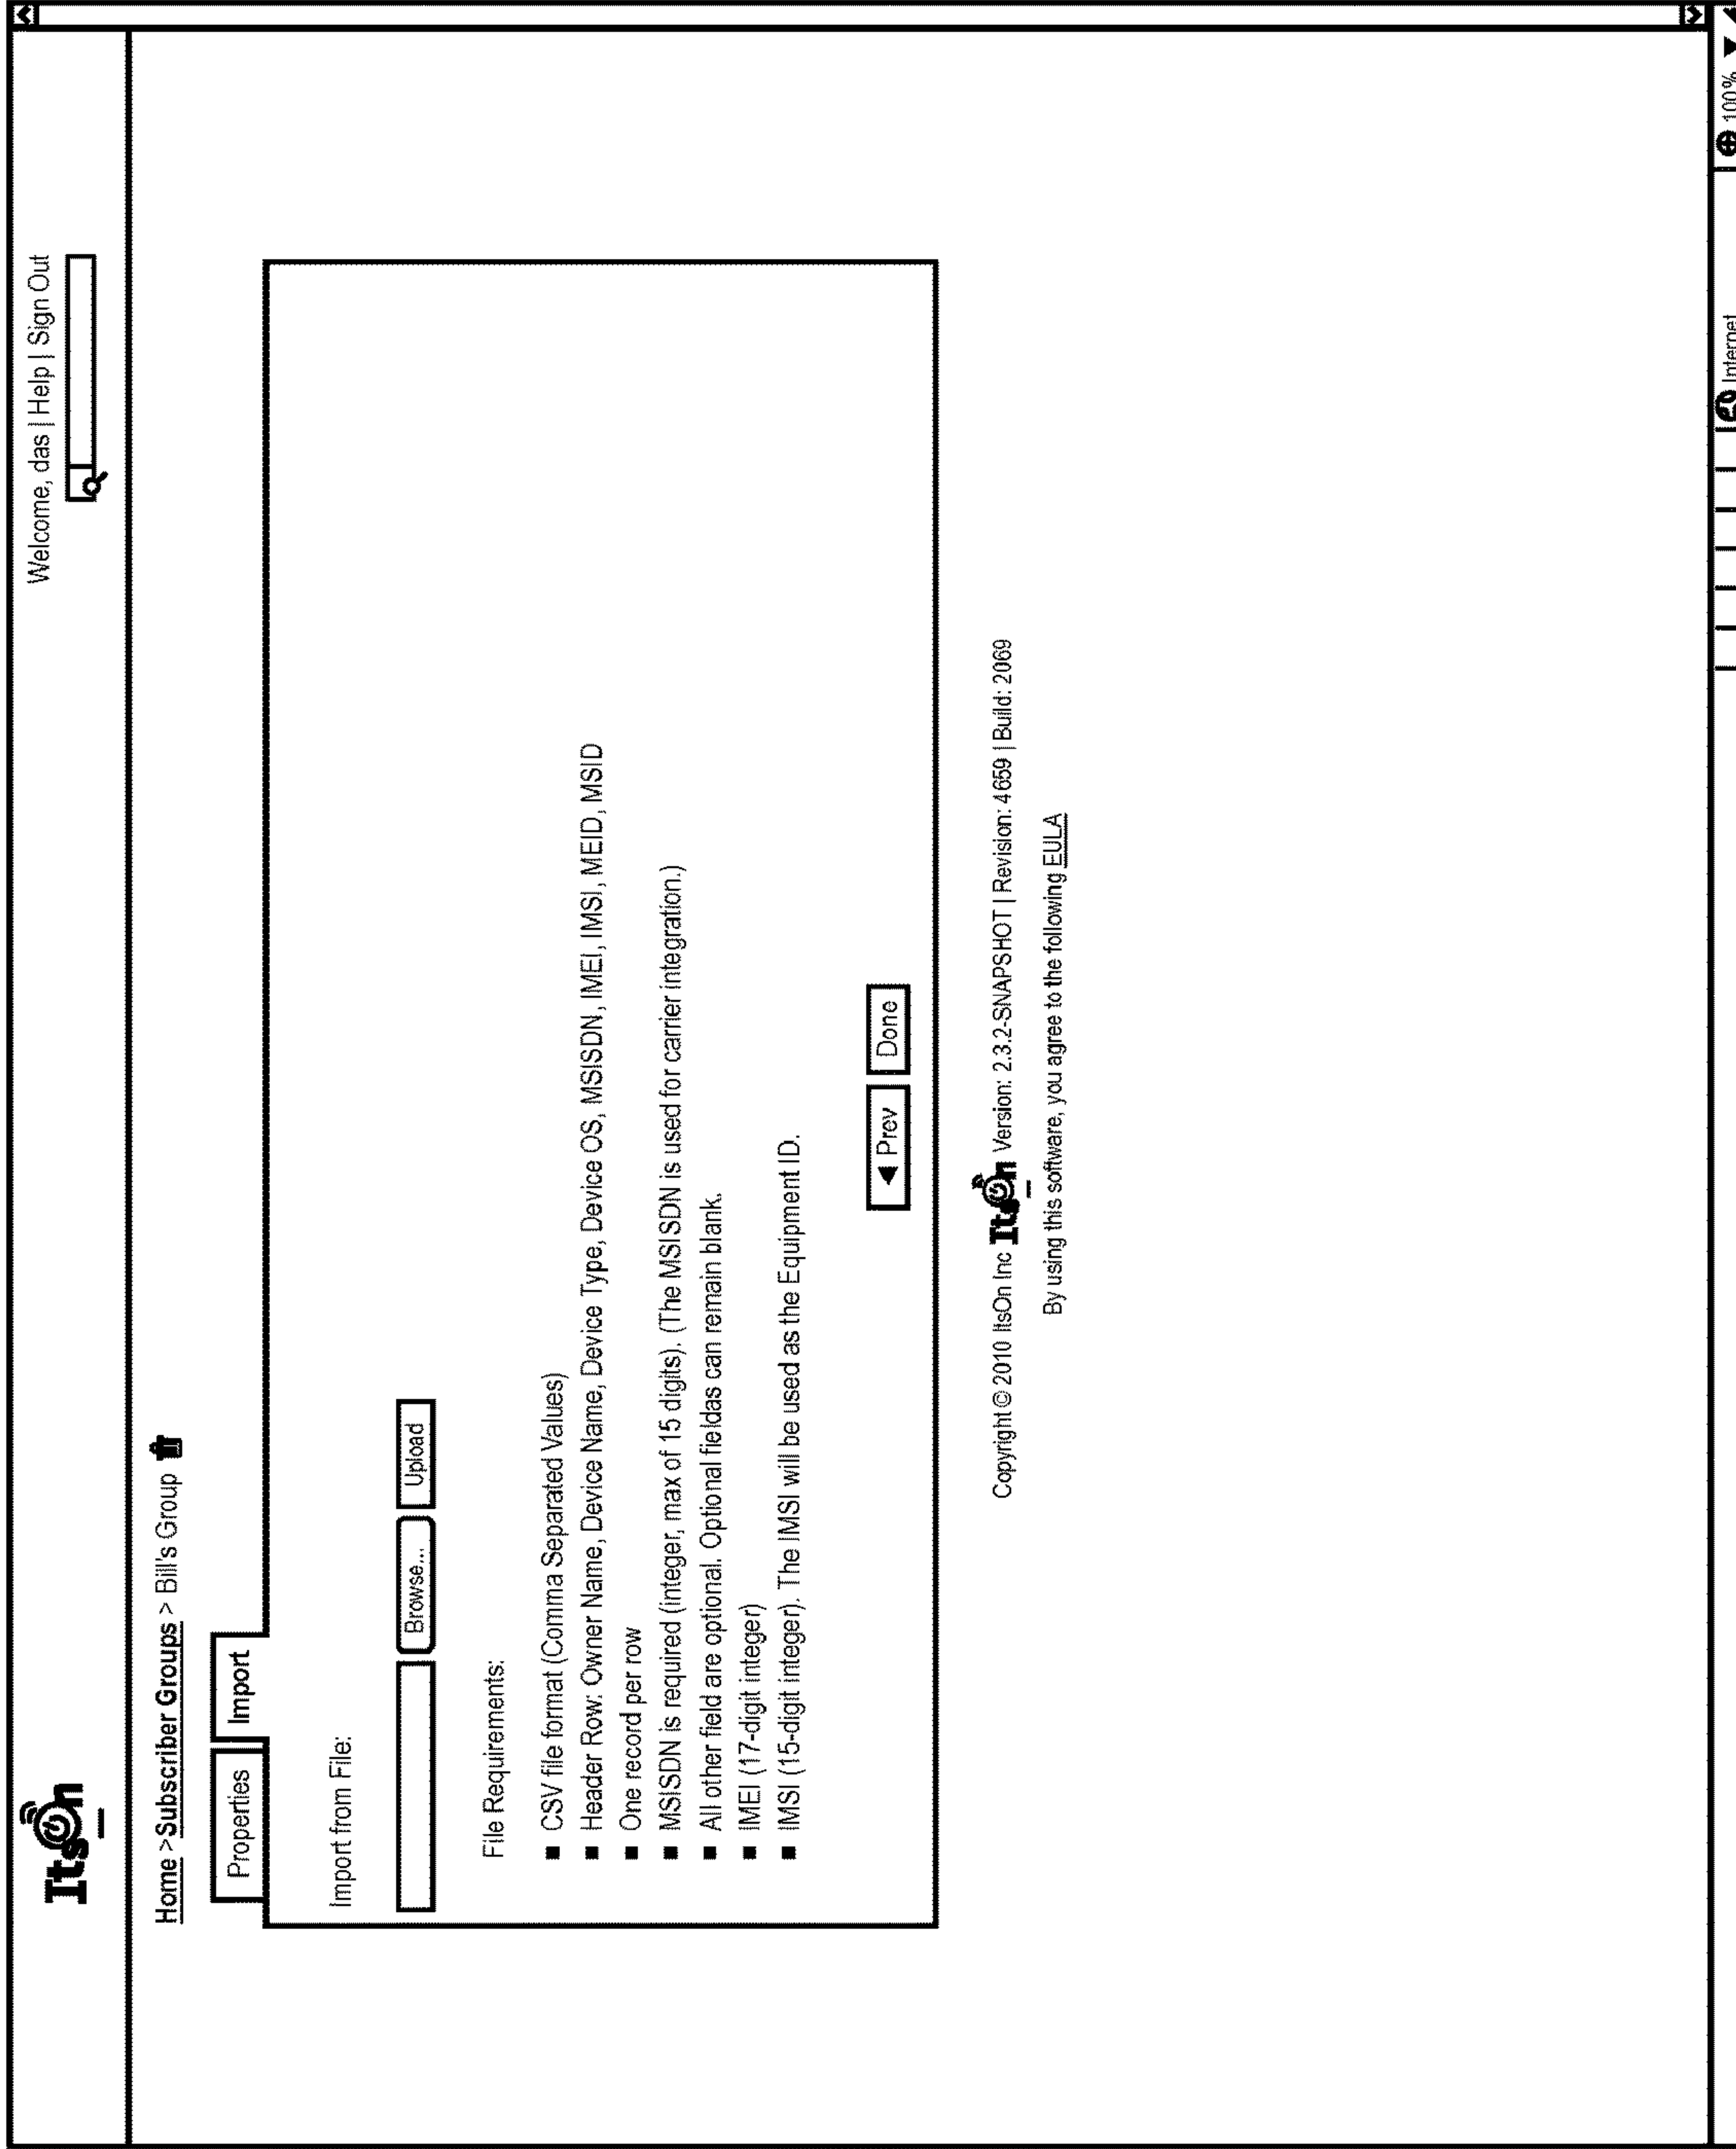 ItsOn
Welcome, das | Help | Sign Out
Home > Subscriber Groups > Bill's Group
Properties
Import
Import from File:
Browse...
Upload
File Requirements:
■ CSV file format (Comma Separated Values)
■ Header Row: Owner Name, Device Name, Device Type, Device OS, MSISDN, IMEI, IMSI, MEID, MSID
■ One record per row
■ MSISDN is required (integer, max of 15 digits). (The MSISDN is used for carrier integration.)
■ All other field are optional. Optional fieldas can remain blank.
■ IMEI (17-digit integer)
■ IMSI (15-digit integer). The IMSI will be used as the Equipment ID.
◀ Prev
Done
Copyright © 2010 ItsOn Inc ItsOn Version: 2.3.2-SNAPSHOT | Revision: 4659 | Build: 2069
By using this software, you agree to the following EULA
Internet
100%